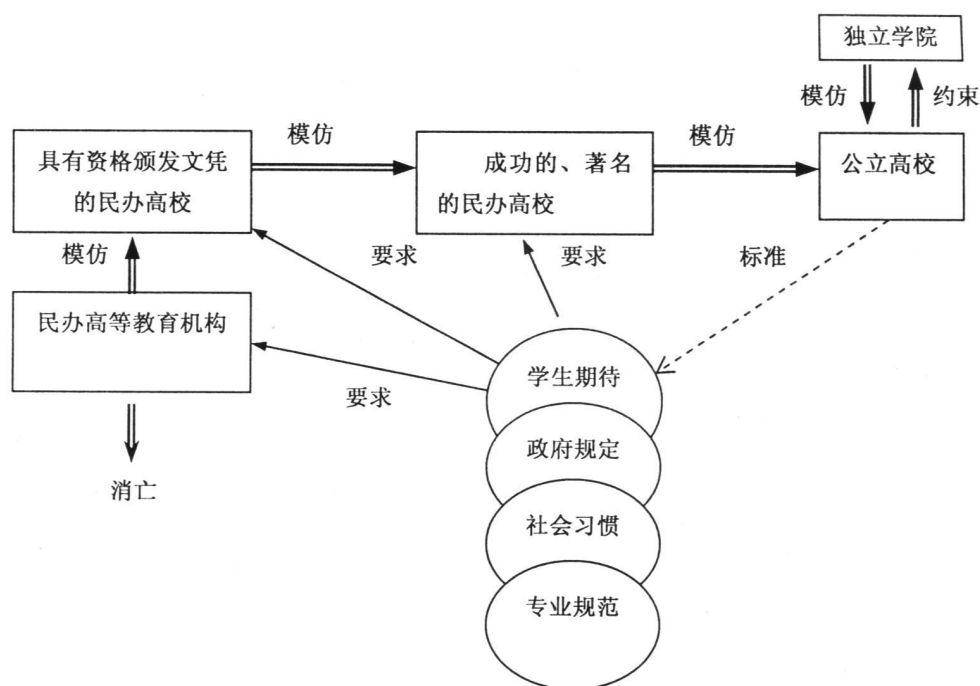 独立学院
模仿
约束
模仿
模仿
具有资格颁发文凭
的民办高校
成功的、著名
的民办高校
公立高校
模仿
要求
要求
标准
民办高等教育机构
要求
学生期待
政府规定
消亡
社会习惯
专业规范